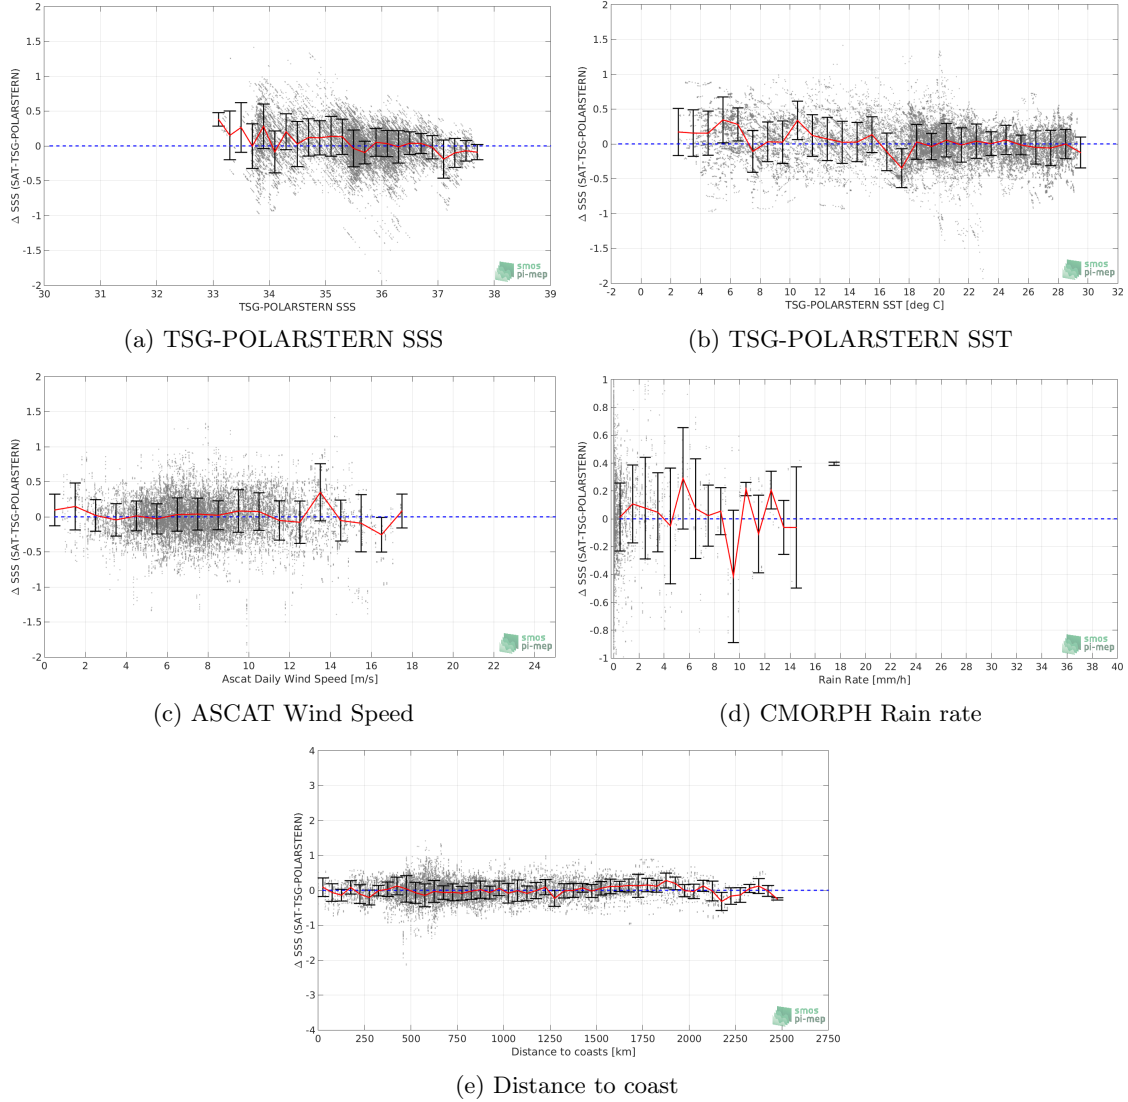 2
1.5
1
0.5
0
-0.5
-1
-1.5
-2
Δ SSS (SAT-TSG-POLARSTERN)
30 31 32 33 34 35 36 37 38 39
TSG-POLARSTERN SSS
smos
pi-mep
(a) TSG-POLARSTERN SSS
2
1.5
1
0.5
0
-0.5
-1
-1.5
-2
Δ SSS (SAT-TSG-POLARSTERN)
-2 0 2 4 6 8 10 12 14 16 18 20 22 24 26 28 30 32
TSG-POLARSTERN SST [deg C]
smos
pi-mep
(b) TSG-POLARSTERN SST
2
1.5
1
0.5
0
-0.5
-1
-1.5
-2
Δ SSS (SAT-TSG-POLARSTERN)
0 2 4 6 8 10 12 14 16 18 20 22 24
Ascat Daily Wind Speed [m/s]
smos
pi-mep
(c) ASCAT Wind Speed
1
0.8
0.6
0.4
0.2
0
-0.2
-0.4
-0.6
-0.8
-1
Δ SSS (SAT-TSG-POLARSTERN)
0 2 4 6 8 10 12 14 16 18 20 22 24 26 28 30 32 34 36 38 40
Rain Rate [mm/h]
smos
pi-mep
(d) CMORPH Rain rate
4
3
2
1
0
-1
-2
-3
-4
Δ SSS (SAT-TSG-POLARSTERN)
0 250 500 750 1000 1250 1500 1750 2000 2250 2500 2750
Distance to coasts [km]
smos
pi-mep
(e) Distance to coast